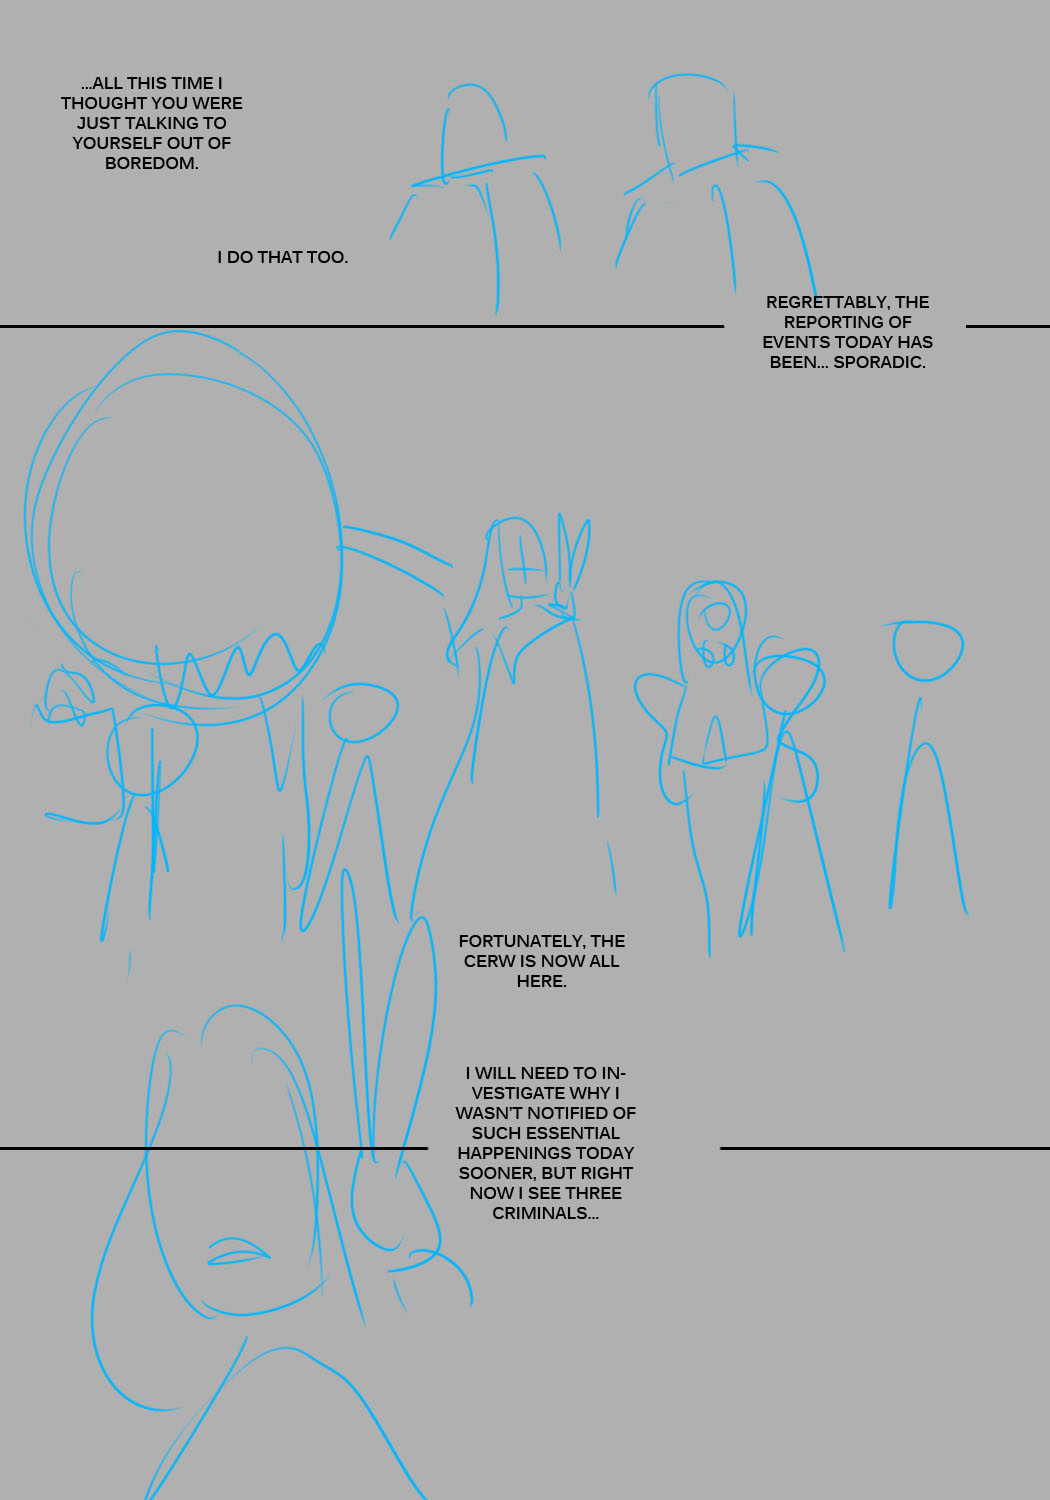 ...ALL THIS TIME I
THOUGHT YOU WERE
JUST TALKING TO
YOURSELF OUT OF
BOREDOM.
I DO THAT TOO.
REGRETTABLY, THE
REPORTING OF
EVENTS TODAY HAS
BEEN... SPORADIC.
FORTUNATELY, THE
CERW IS NOW ALL
HERE.
I WILL NEED TO IN-
VESTIGATE WHY I
WASN'T NOTIFIED OF
SUCH ESSENTIAL
HAPPENINGS TODAY
SOONER, BUT RIGHT
NOW I SEE THREE
CRIMINALS...